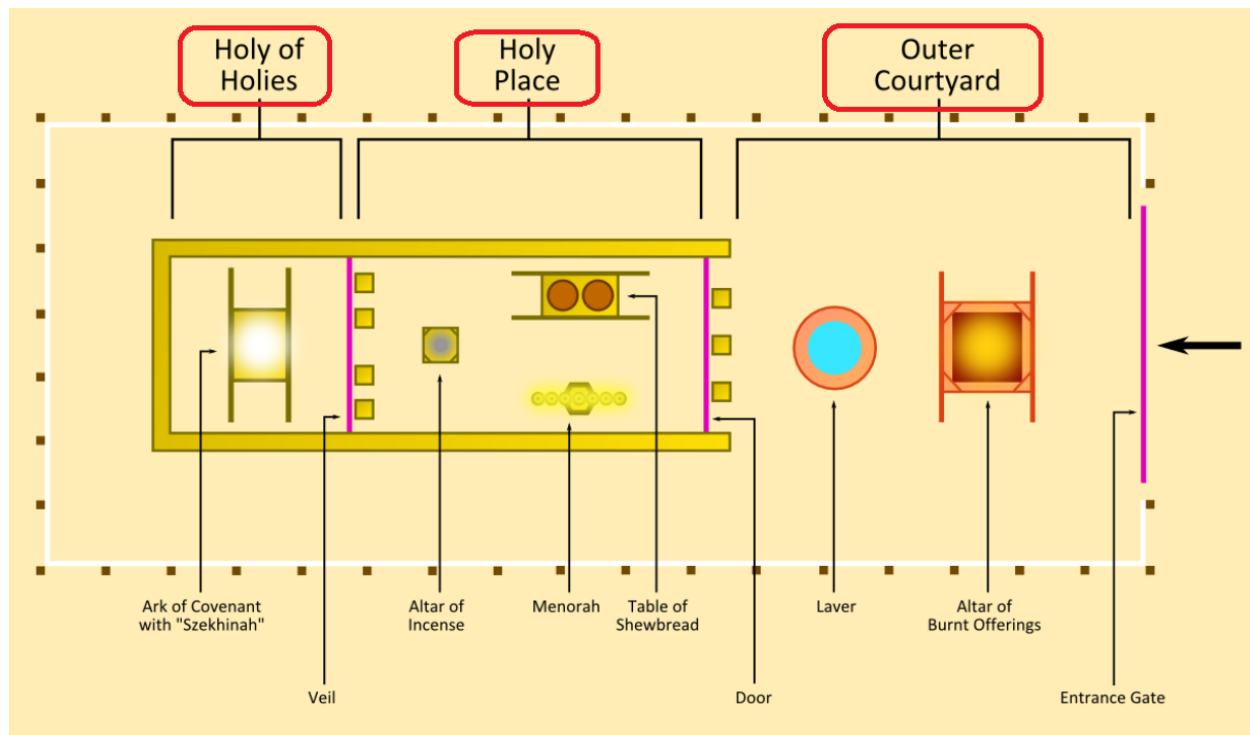 Holy of
Holies
Holy
Place
Outer
Courtyard
Ark of Covenant
with "Szekhinah"
Altar of
Incense
Menorah
Table of
Shewbread
Laver
Altar of
Burnt Offerings
Veil
Door
Entrance Gate